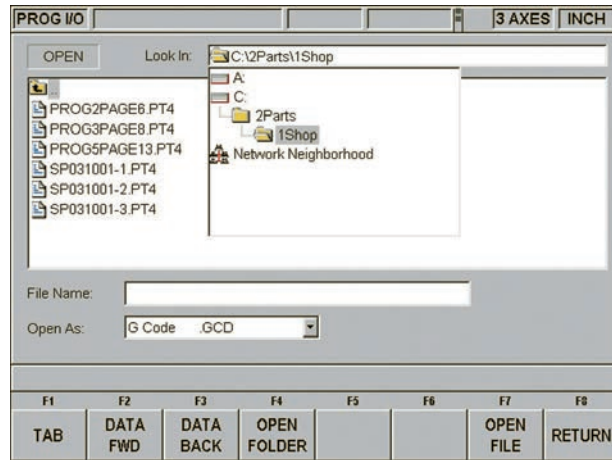 PROG I/O 3 AXES INCH
OPEN Look In: C:\2Parts\1Shop
..
A:
C:
2Parts
1Shop
Network Neighborhood
PROG2PAGE6.PT4
PROG3PAGE8.PT4
PROG5PAGE13.PT4
SP031001-1.PT4
SP031001-2.PT4
SP031001-3.PT4
File Name:
Open As: G Code .GCD
F1 F2 F3 F4 F5 F6 F7 F8
TAB
DATA FWD
DATA BACK
OPEN FOLDER
OPEN FILE
RETURN